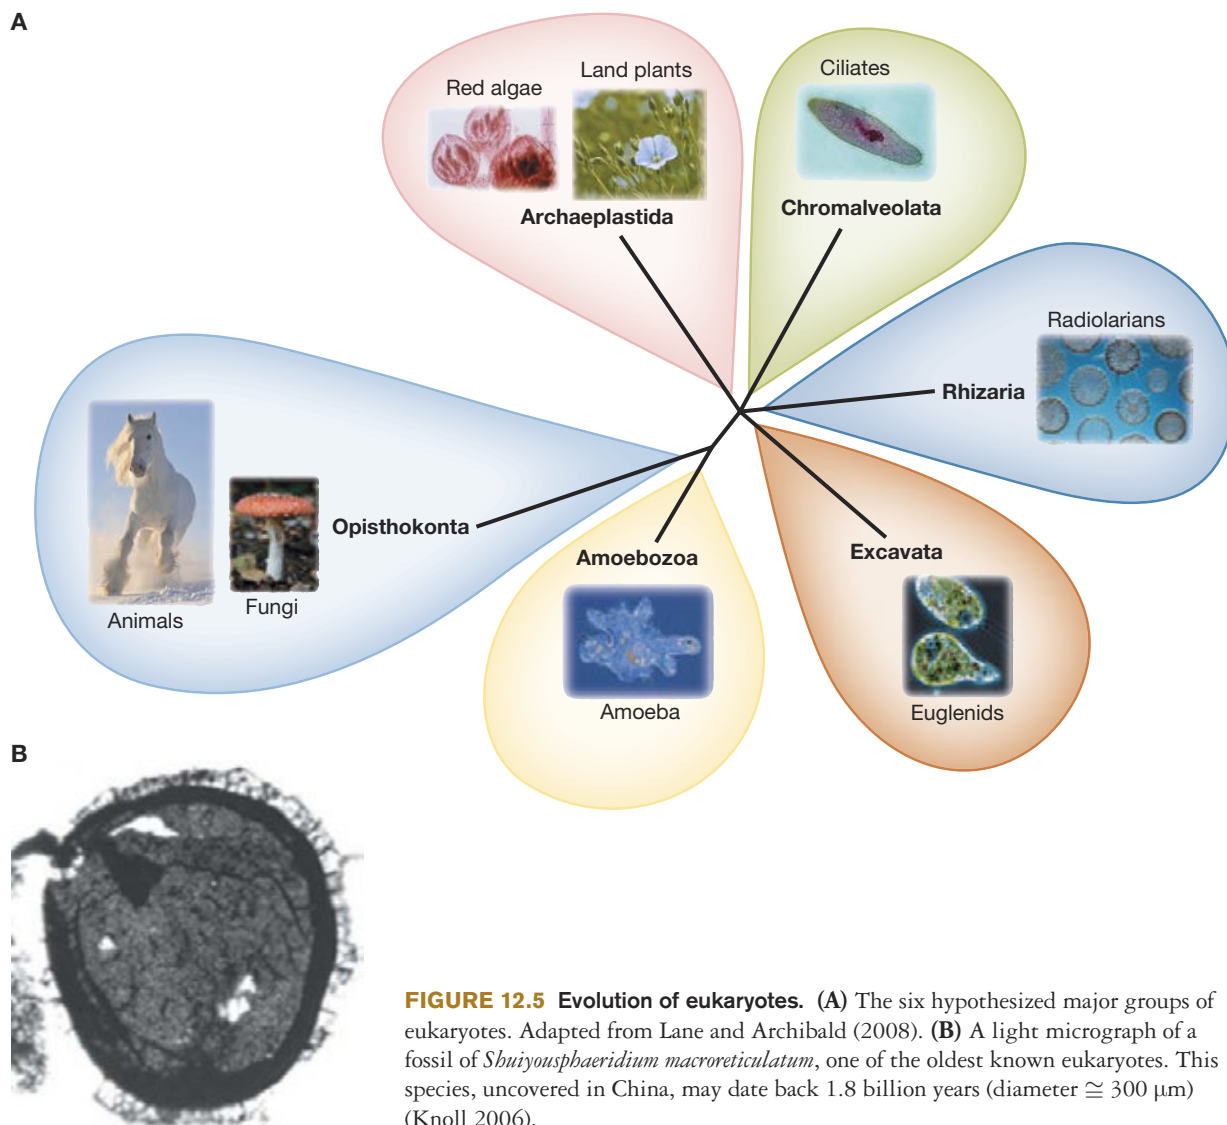 A
Red algae
Land plants
Archaeplastida
Ciliates
Chromalveolata
Radiolarians
Rhizaria
Animals
Fungi
Opisthokonta
Amoebozoa
Amoeba
Excavata
Euglenids
B
FIGURE 12.5 Evolution of eukaryotes. (A) The six hypothesized major groups of
eukaryotes. Adapted from Lane and Archibald (2008). (B) A light micrograph of a
fossil of Shuiyousphaeridium macroreticulatum, one of the oldest known eukaryotes. This
species, uncovered in China, may date back 1.8 billion years (diameter ≅ 300 μm)
(Knoll 2006).